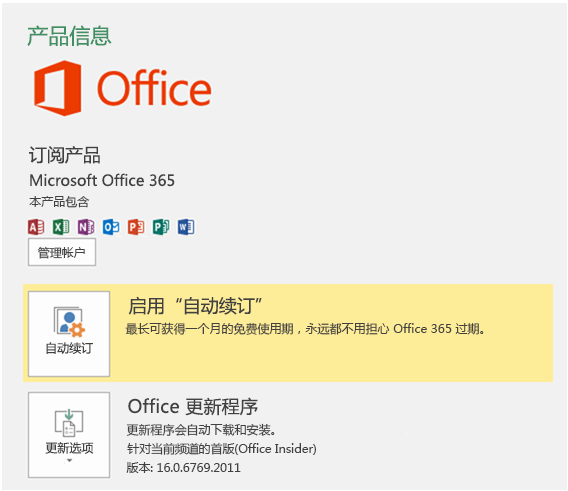 产品信息
Office
订阅产品
Microsoft Office 365
本产品包含
管理帐户
自动续订
启用“自动续订”
最长可获得一个月的免费使用期，永远都不用担心 Office 365 过期。
更新选项
Office 更新程序
更新程序会自动下载和安装。
针对当前频道的首版(Office Insider)
版本: 16.0.6769.2011